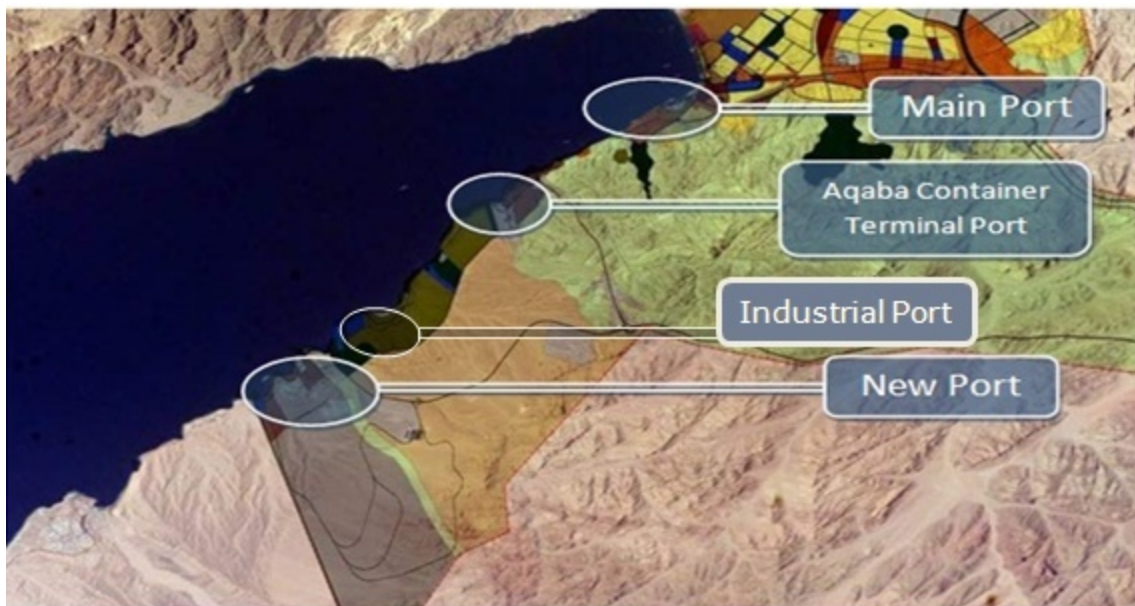 Main Port
Aqaba Container
Terminal Port
Industrial Port
New Port